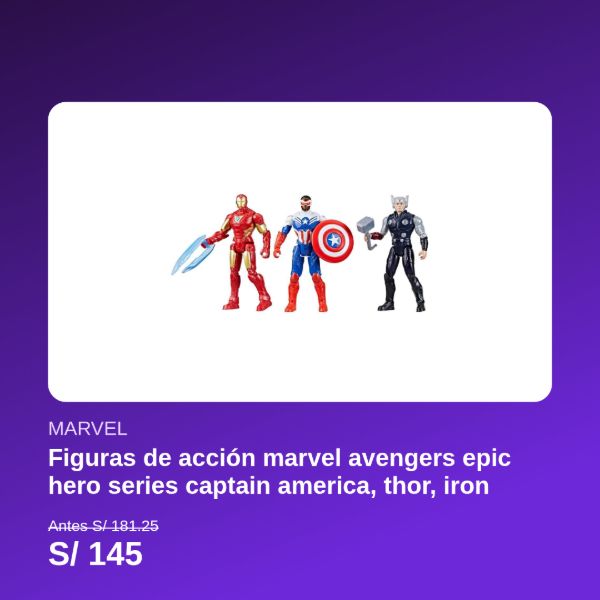 MARVEL
Figuras de acción marvel avengers epic
hero series captain america, thor, iron
Antes S/ 181.25
S/ 145